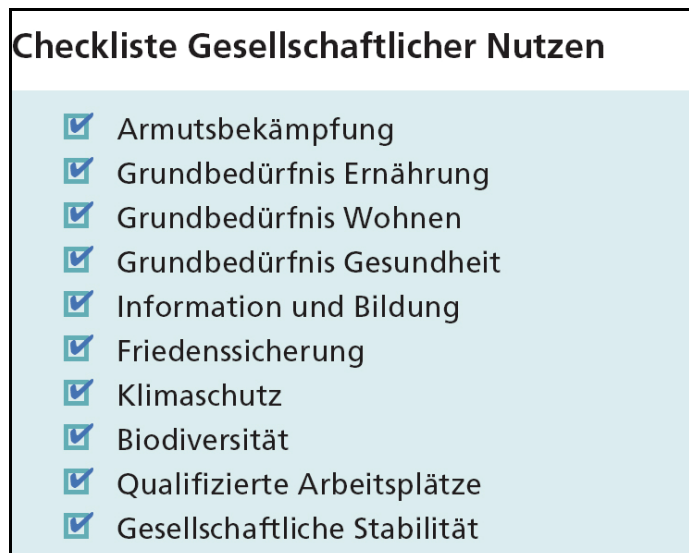 Checkliste Gesellschaftlicher Nutzen
Armutsbekämpfung
Grundbedürfnis Ernährung
Grundbedürfnis Wohnen
Grundbedürfnis Gesundheit
Information und Bildung
Friedenssicherung
Klimaschutz
Biodiversität
Qualifizierte Arbeitsplätze
Gesellschaftliche Stabilität